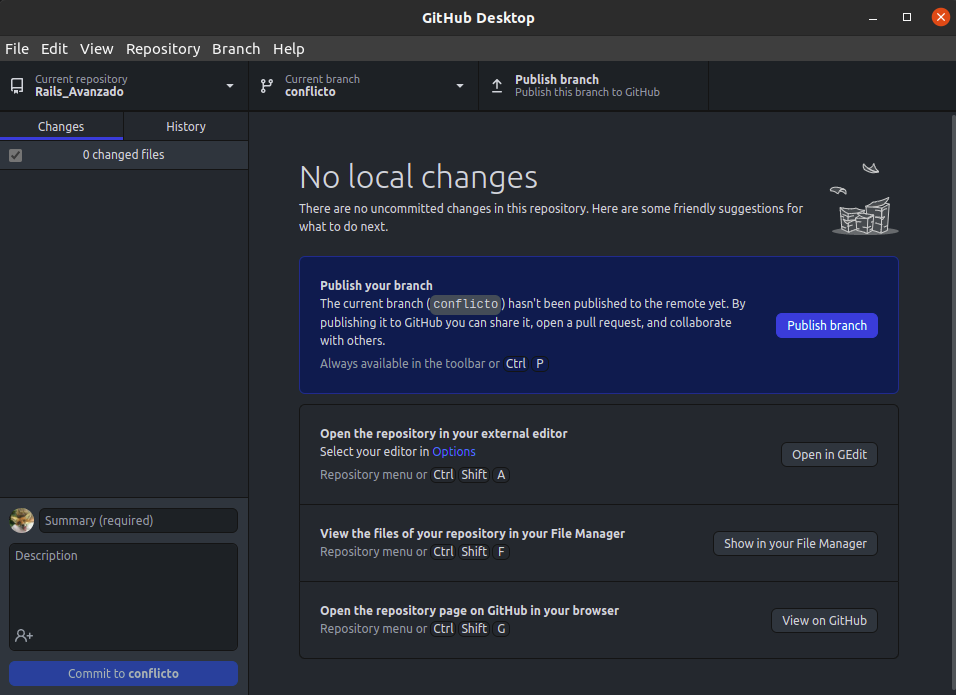 GitHub Desktop
File Edit View Repository Branch Help
Current repository
Rails_Avanzado
Current branch
conflicto
Publish branch
Publish this branch to GitHub
Changes
History
0 changed files
No local changes
There are no uncommitted changes in this repository. Here are some friendly suggestions for
what to do next.
Publish your branch
The current branch (conflicto) hasn't been published to the remote yet. By
publishing it to GitHub you can share it, open a pull request, and collaborate
with others.
Always available in the toolbar or Ctrl P
Publish branch
Open the repository in your external editor
Select your editor in Options
Repository menu or Ctrl Shift A
Open in GEdit
View the files of your repository in your File Manager
Repository menu or Ctrl Shift F
Show in your File Manager
Open the repository page on GitHub in your browser
Repository menu or Ctrl Shift G
View on GitHub
Summary (required)
Description
Commit to conflicto